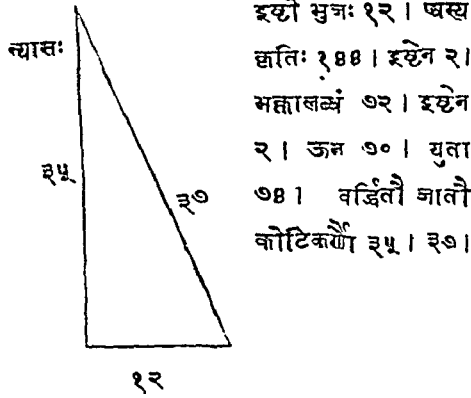 इष्टो भुजः १२ । अस्य
न्यासः
कृतिः १४४ । इष्टेन २ ।
भक्तालब्धं ७२ । इष्टेन
२ । ऊन ७० । युता
३५
३७
७४ । वर्द्धितौ जातौ
कोटिकर्णौ ३५ । ३७ ।
१२